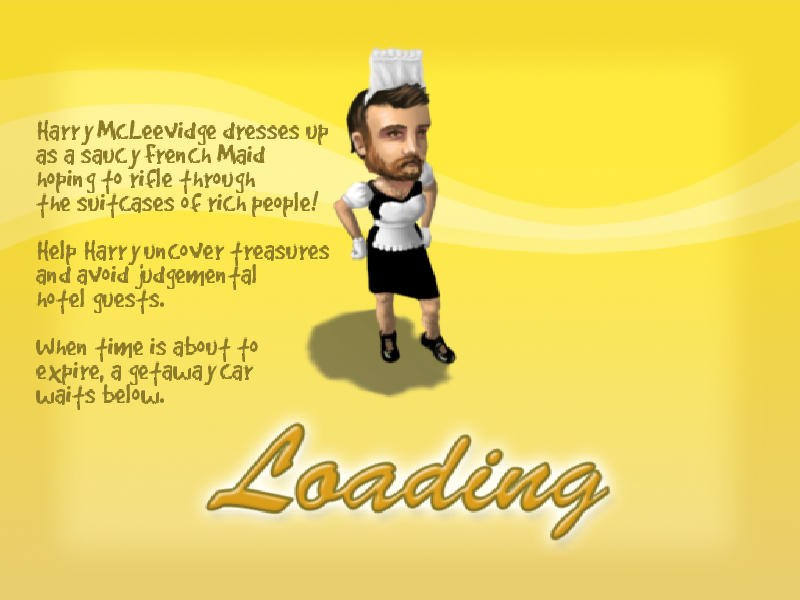 Harry McLeevidge dresses up
as a saucy French Maid
hoping to rifle through
the suitcases of rich people!
Help Harry uncover treasures
and avoid judgemental
hotel guests.
When time is about to
expire, a getaway car
waits below.
Loading